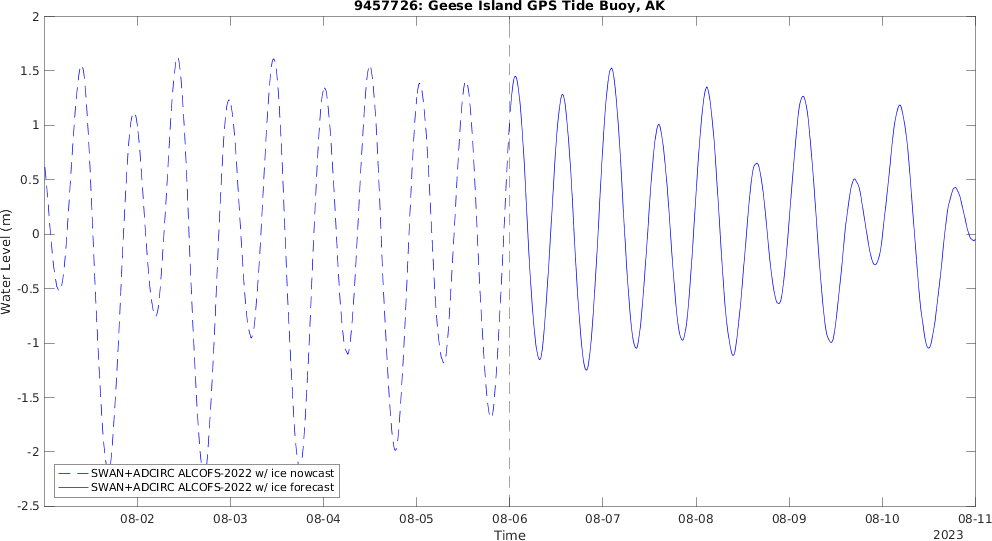 9457726: Geese Island GPS Tide Buoy, AK
2
1.5
1
0.5
0
-0.5
-1
-1.5
-2
-2.5
Water Level (m)
SWAN+ADCIRC ALCOFS-2022 w/ ice nowcast
SWAN+ADCIRC ALCOFS-2022 w/ ice forecast
08-02 08-03 08-04 08-05 08-06 08-07 08-08 08-09 08-10 08-11
Time
2023